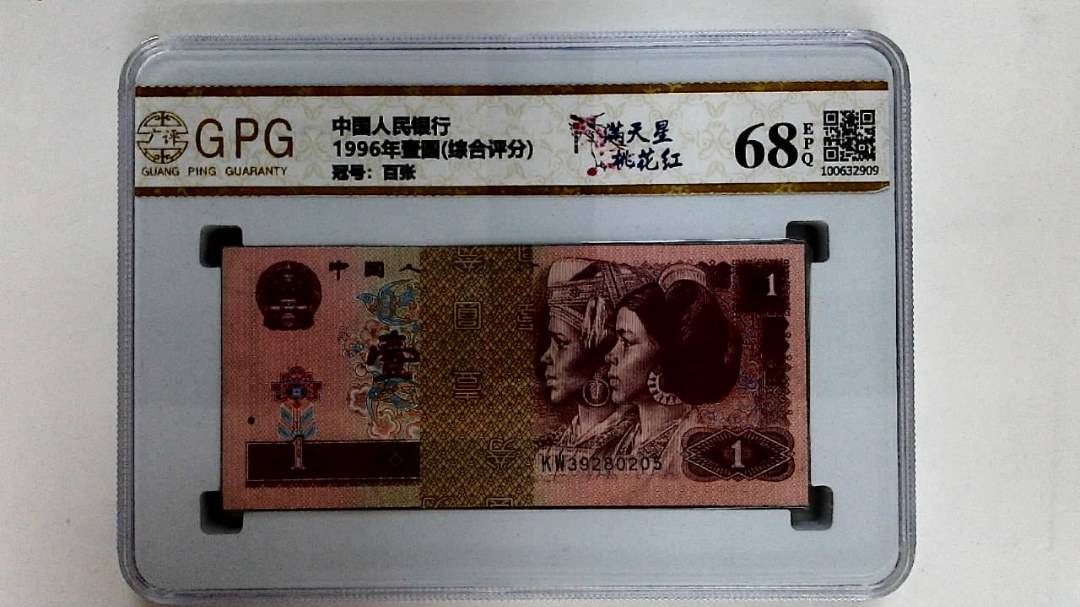 GPG
GUANG PING GUARANTY
中国人民银行
1996年壹圆(综合评分)
冠号：百张
满天星
桃花红
68
EPQ
100632909
中国人
壹
1
1
KW39280205
1